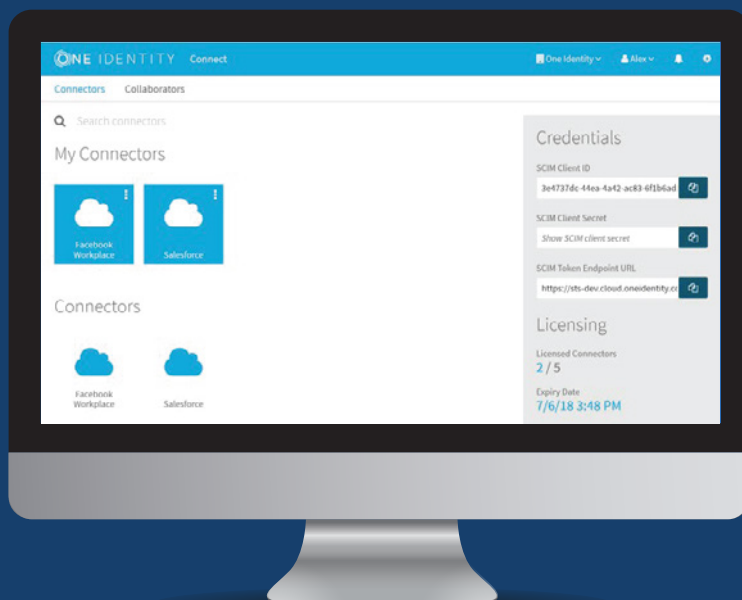 ONE IDENTITY Connect
One Identity
Alex
Connectors Collaborators
Search connectors
My Connectors
Facebook
Workplace
Salesforce
Connectors
Facebook
Workplace
Salesforce
Credentials
SCIM Client ID
3e4737dc-44ea-4a42-ac83-6f1b6ad
SCIM Client Secret
Show SCIM client secret
SCIM Token Endpoint URL
https://sts-dev.cloud.oneidentity.cc
Licensing
Licensed Connectors
2 / 5
Expiry Date
7/6/18 3:48 PM